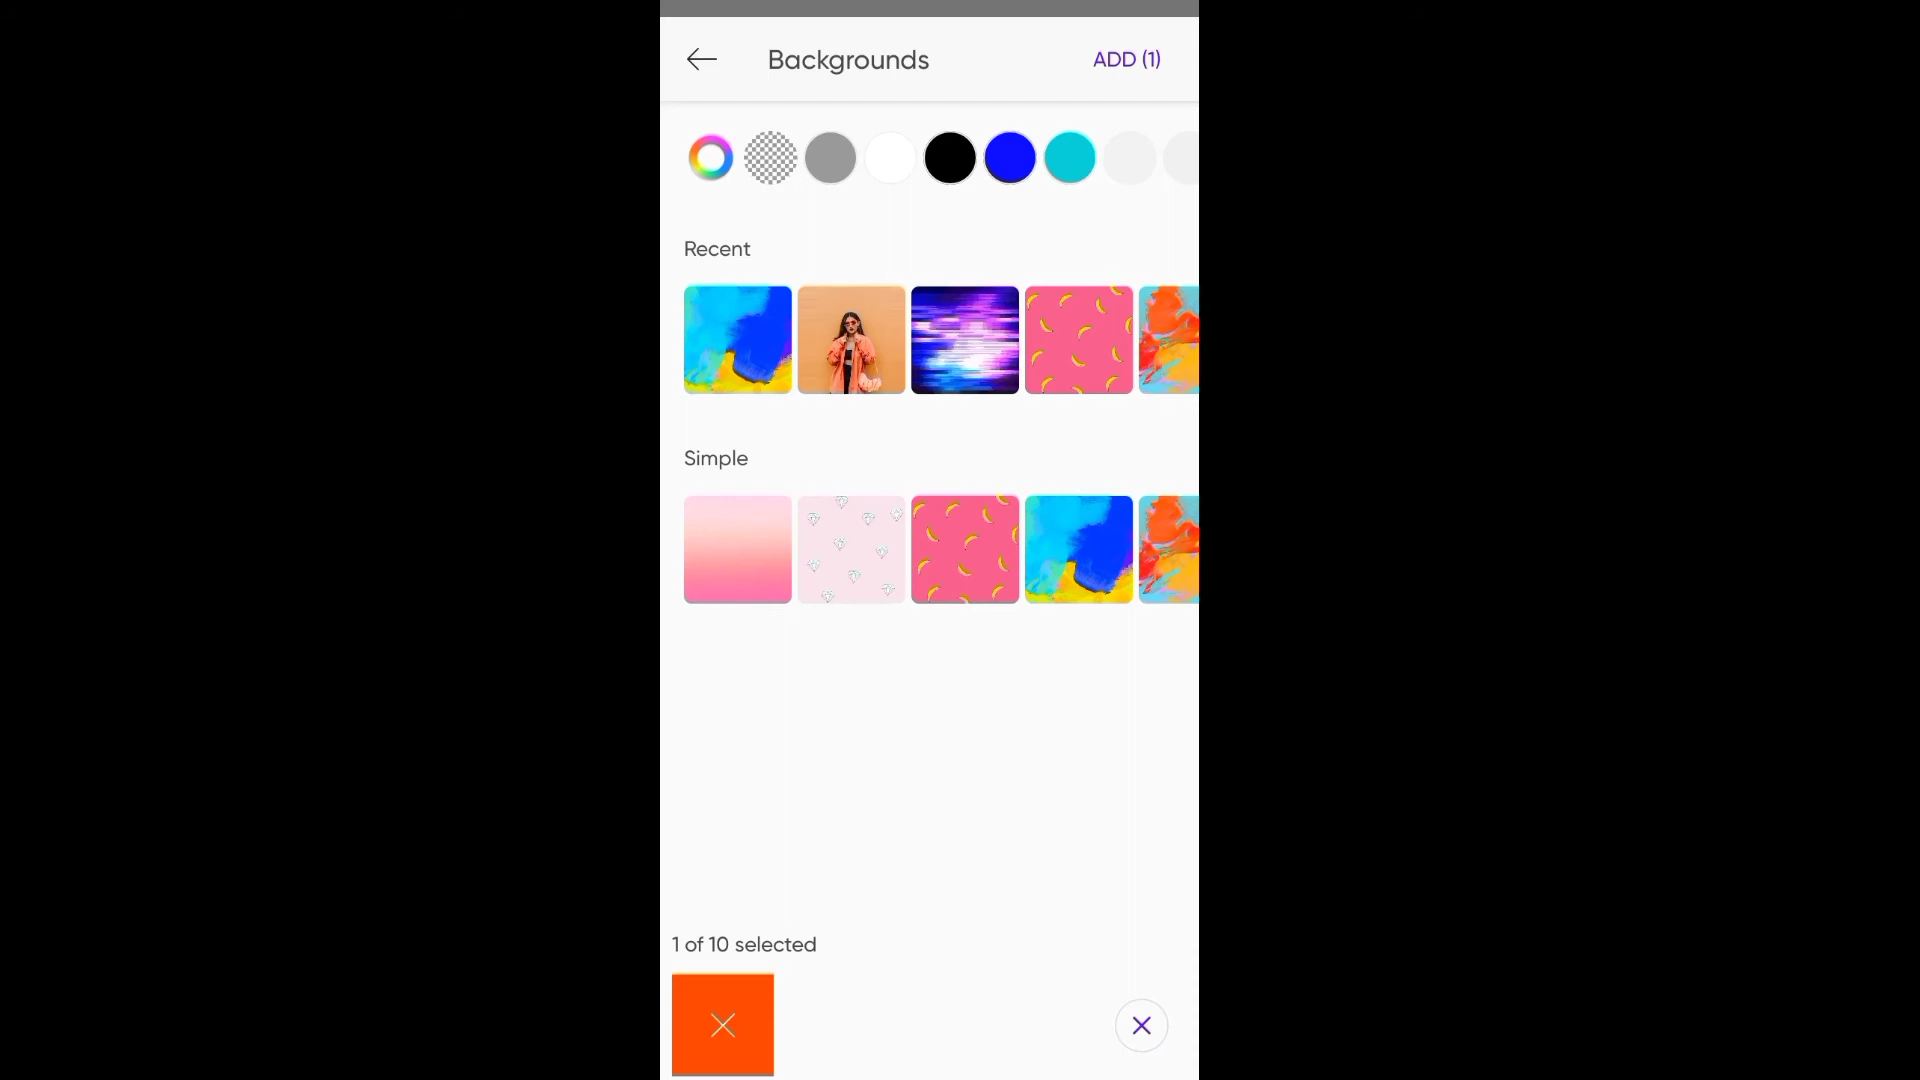 Backgrounds
ADD (1)
Recent
Simple
1 of 10 selected